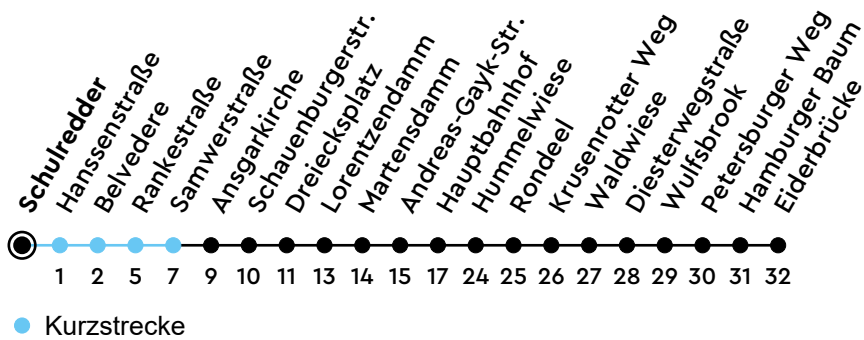 Schulredder
Hanssenstraße
Belvedere
Rankestraße
Samwerstraße
Ansgarkirche
Schauenburgerstr.
Dreiecksplatz
Lorentzendamm
Martensdamm
Andreas-Gayk-Str.
Hauptbahnhof
Hummelwiese
Rondeel
Krusenrotter Weg
Waldwiese
Diesterwegstraße
Wulfsbrook
Petersburger Weg
Hamburger Baum
Eiderbrücke
1 2 5 7 9 10 11 13 14 15 17 24 25 26 27 28 29 30 31 32
Kurzstrecke